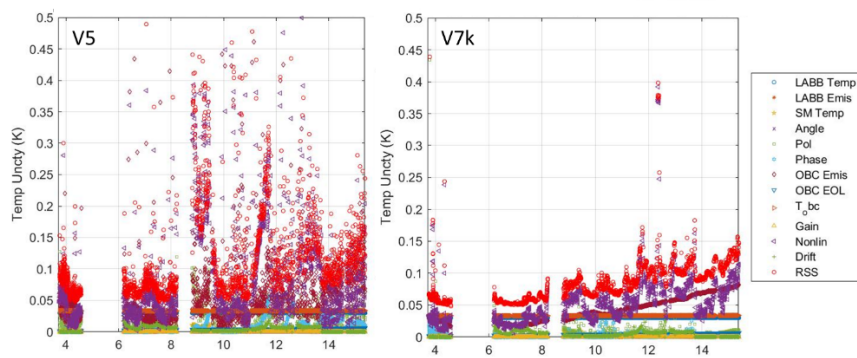 V5
V7k
Temp Uncty (K)
0.5
0.45
0.4
0.35
0.3
0.25
0.2
0.15
0.1
0.05
0
4
6
8
10
12
14
Temp Uncty (K)
0.5
0.45
0.4
0.35
0.3
0.25
0.2
0.15
0.1
0.05
0
4
6
8
10
12
14
LABB Temp
LABB Emis
SM Temp
Angle
Pol
Phase
OBC Emis
OBC EOL
T_obc
Gain
Nonlin
Drift
RSS